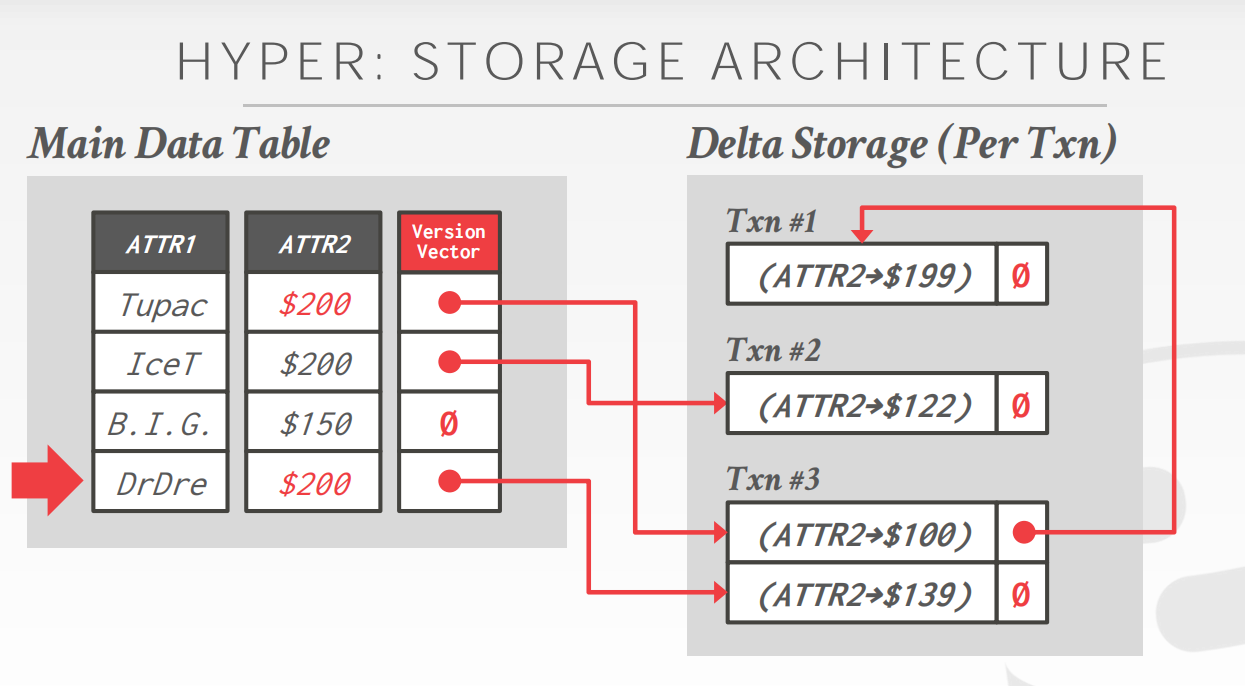 HYPER: STORAGE ARCHITECTURE
Main Data Table
ATTR1 ATTR2 Version Vector
Tupac $200
IceT $200
B.I.G. $150 Ø
DrDre $200
Delta Storage (Per Txn)
Txn #1
(ATTR2→$199) Ø
Txn #2
(ATTR2→$122) Ø
Txn #3
(ATTR2→$100)
(ATTR2→$139) Ø